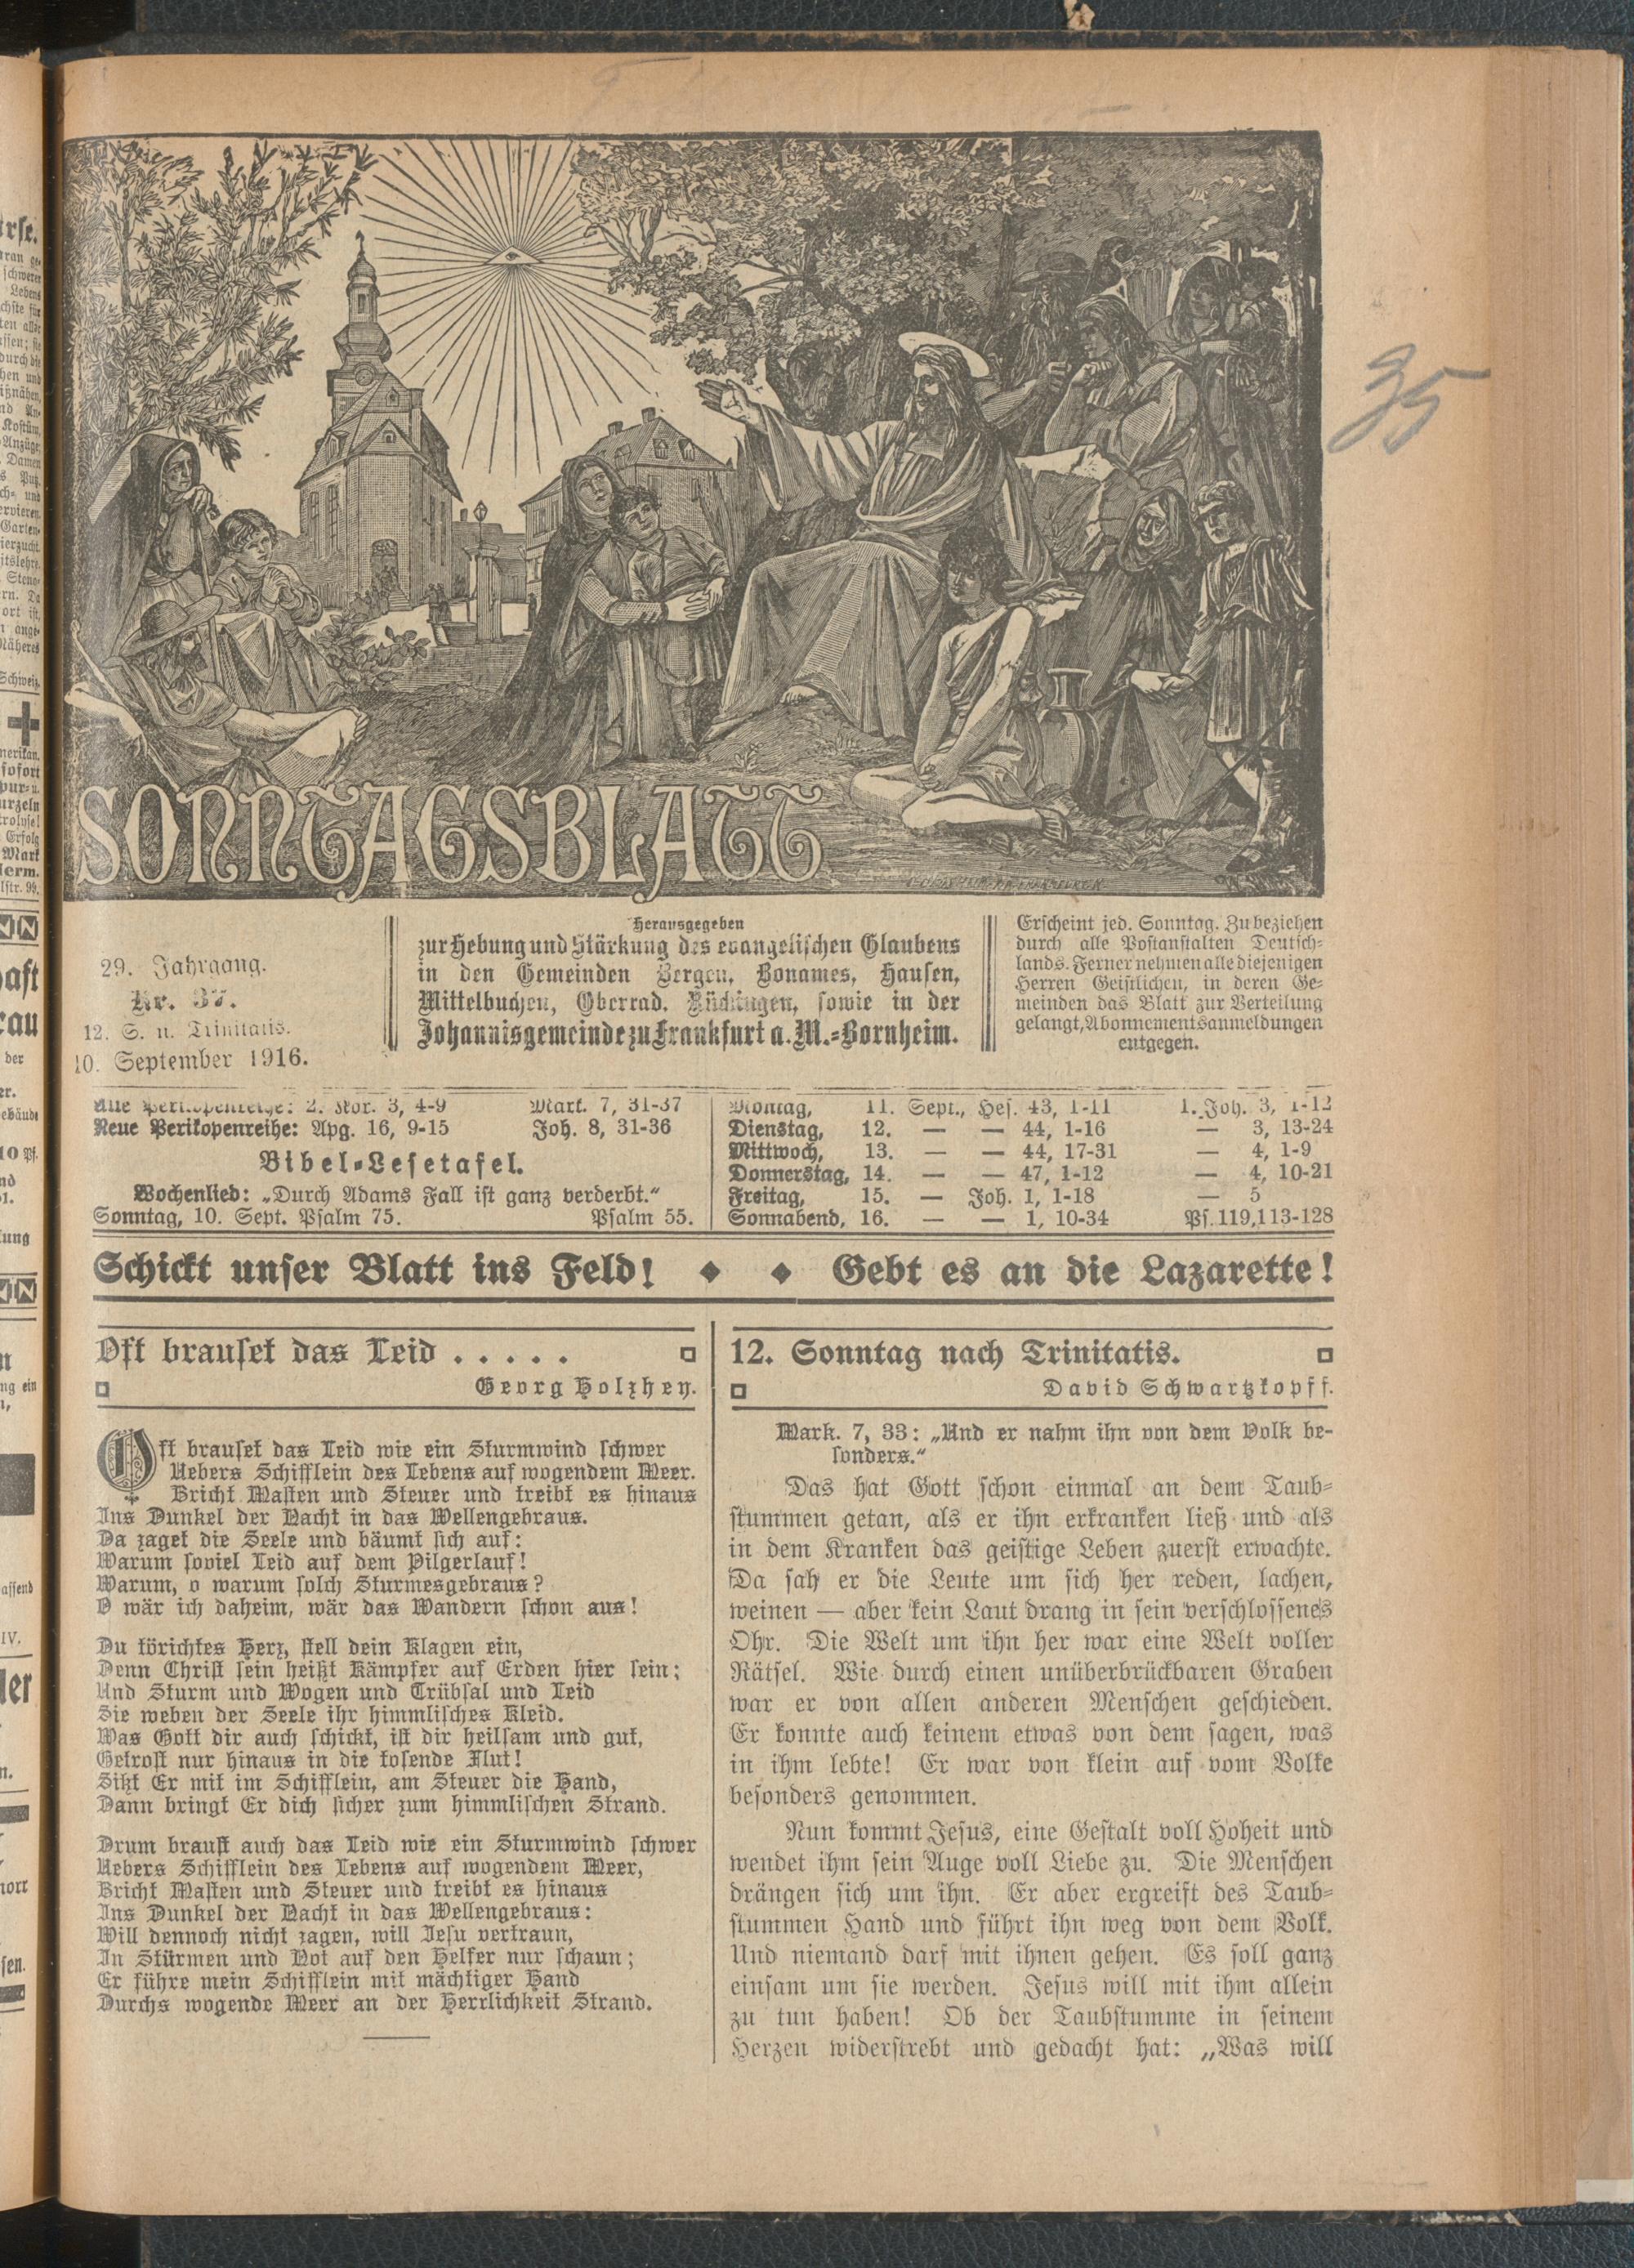 35
SONNTAGSBLATT
29. Jahrgang.
Nr. 37.
12. S. n. Trinitatis.
10. September 1916.
Herausgegeben
zur Hebung und Stärkung des evangelischen Glaubens
in den Gemeinden Bergen, Bonames, Hausen,
Mittelbuchen, Oberrad, Rückingen, sowie in der
Johannisgemeinde zu Frankfurt a. M.-Bornheim.
Erscheint jed. Sonntag. Zu beziehen
durch alle Postanstalten Deutsch-
lands. Ferner nehmen alle diejenigen
Herren Geistlichen, in deren Ge-
meinden das Blatt zur Verteilung
gelangt, Abonnementsanmeldungen
entgegen.
Alte Perikopenreihe: 2. Kor. 3, 4-9 Mark. 7, 31-37
Neue Perikopenreihe: Apg. 16, 9-15 Joh. 8, 31-36
Bibel-Lesetafel.
Wochenlied: „Durch Adams Fall ist ganz verderbt.“
Sonntag, 10. Sept. Psalm 75. Psalm 55.
Montag, 11. Sept., Hes. 43, 1-11 1. Joh. 3, 1-12
Dienstag, 12. — — 44, 1-16 — 3, 13-24
Mittwoch, 13. — — 44, 17-31 — 4, 1-9
Donnerstag, 14. — — 47, 1-12 — 4, 10-21
Freitag, 15. — Joh. 1, 1-18 — 5
Sonnabend, 16. — — 1, 10-34 Ps. 119,113-128
Schickt unser Blatt ins Feld! ◆ ◆ Gebt es an die Lazarette!
Oft brauset das Leid . . . . .
Georg Holzhey.
Oft brauset das Leid wie ein Sturmwind schwer
Uebers Schifflein des Lebens auf wogendem Meer.
Bricht Masten und Steuer und treibt es hinaus
Ins Dunkel der Nacht in das Wellengebraus.
Da zaget die Seele und bäumt sich auf:
Warum soviel Leid auf dem Pilgerlauf!
Warum, o warum solch Sturmesgebraus?
O wär ich daheim, wär das Wandern schon aus!
Du törichtes Herz, stell dein Klagen ein,
Denn Christ sein heißt Kämpfer auf Erden hier sein;
Und Sturm und Wogen und Trübsal und Leid
Sie weben der Seele ihr himmlisches Kleid.
Was Gott dir auch schickt, ist dir heilsam und gut,
Getrost nur hinaus in die tosende Flut!
Sitzt Er mit im Schifflein, am Steuer die Hand,
Dann bringt Er dich sicher zum himmlischen Strand.
Drum braust auch das Leid wie ein Sturmwind schwer
Uebers Schifflein des Lebens auf wogendem Meer,
Bricht Masten und Steuer und treibt es hinaus
Ins Dunkel der Nacht in das Wellengebraus:
Will dennoch nicht zagen, will Jesu vertraun,
In Stürmen und Not auf den Helfer nur schaun;
Er führe mein Schifflein mit mächtiger Hand
Durchs wogende Meer an der Herrlichkeit Strand.
12. Sonntag nach Trinitatis.
David Schwartzkopff.
Mark. 7, 33: „Und er nahm ihn von dem Volk be-
sonders.“
Das hat Gott schon einmal an dem Taub-
stummen getan, als er ihn erkranken ließ und als
in dem Kranken das geistige Leben zuerst erwachte.
Da sah er die Leute um sich her reden, lachen,
weinen — aber kein Laut drang in sein verschlossenes
Ohr. Die Welt um ihn her war eine Welt voller
Rätsel. Wie durch einen unüberbrückbaren Graben
war er von allen anderen Menschen geschieden.
Er konnte auch keinem etwas von dem sagen, was
in ihm lebte! Er war von klein auf vom Volke
besonders genommen.
Nun kommt Jesus, eine Gestalt voll Hoheit und
wendet ihm sein Auge voll Liebe zu. Die Menschen
drängen sich um ihn. Er aber ergreift des Taub-
stummen Hand und führt ihn weg von dem Volk.
Und niemand darf mit ihnen gehen. Es soll ganz
einsam um sie werden. Jesus will mit ihm allein
zu tun haben! Ob der Taubstumme in seinem
Herzen widerstrebt und gedacht hat: „Was will